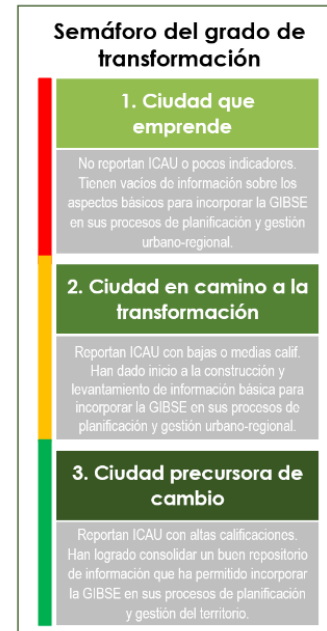 Semáforo del grado de
transformación
1. Ciudad que
emprende
No reportan ICAU o pocos indicadores.
Tienen vacios de información sobre los
aspectos básicos para incorporar la GIBSE
en sus procesos de planificación y gestión
urbano-regional.
2. Ciudad en camino a la
transformación
Reportan ICAU con bajas o medias calif.
Han dado inicio a la construcción y
levantamiento de información básica para
incorporar la GIBSE en sus procesos de
planificación y gestión urbano-regional.
3. Ciudad precursora de
cambio
Reportan ICAU con altas calificaciones.
Han logrado consolidar un buen repositorio
de información que ha permitido incorporar
la GIBSE en sus procesos de planificación
y gestión del territorio.